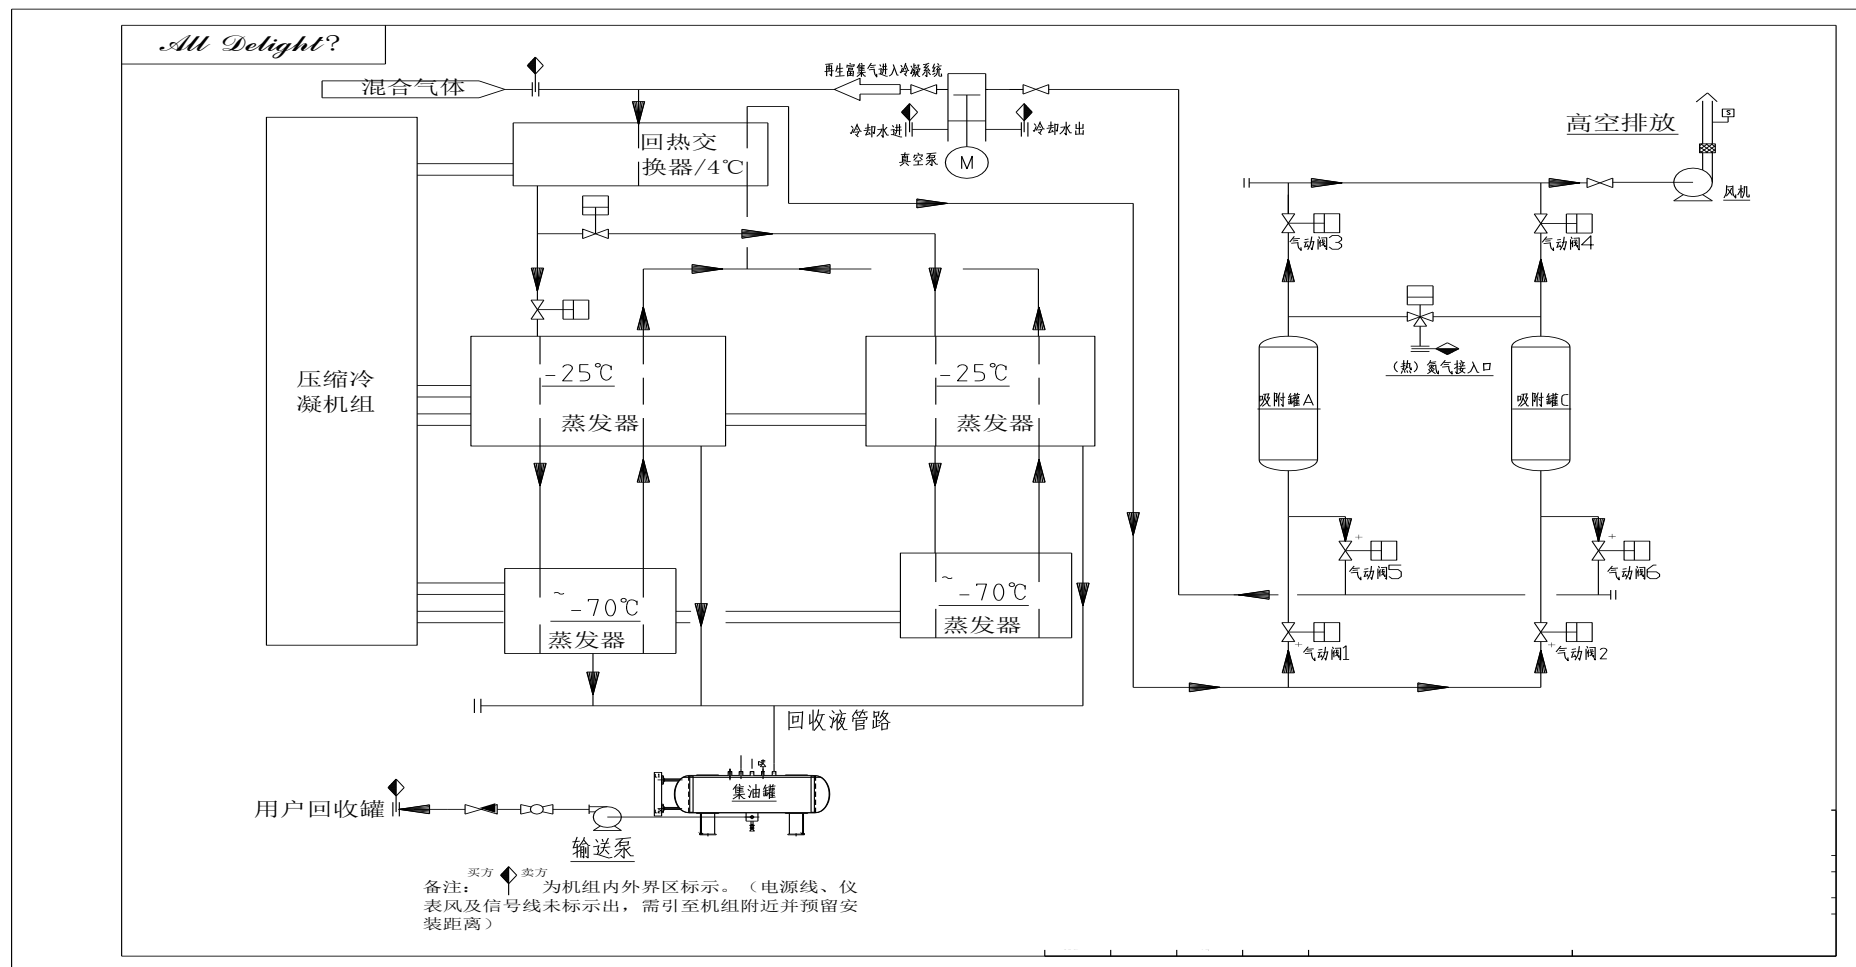 All Delight?
混合气体
再生富集气进入冷凝系统
冷却水进
冷却水出
真空泵
M
高空排放
S
风机
回热交
换器/4℃
气动阀3
气动阀4
压缩冷
凝机组
-25℃
蒸发器
-25℃
蒸发器
(热)氮气接入口
吸附罐A
吸附罐C
气动阀5
气动阀6
~-70℃
蒸发器
~-70℃
蒸发器
+气动阀1
+气动阀2
回收液管路
集油罐
用户回收罐
输送泵
买方 卖方
备注: 为机组内外界区标示。(电源线、仪
表风及信号线未标示出,需引至机组附近并预留安
装距离)